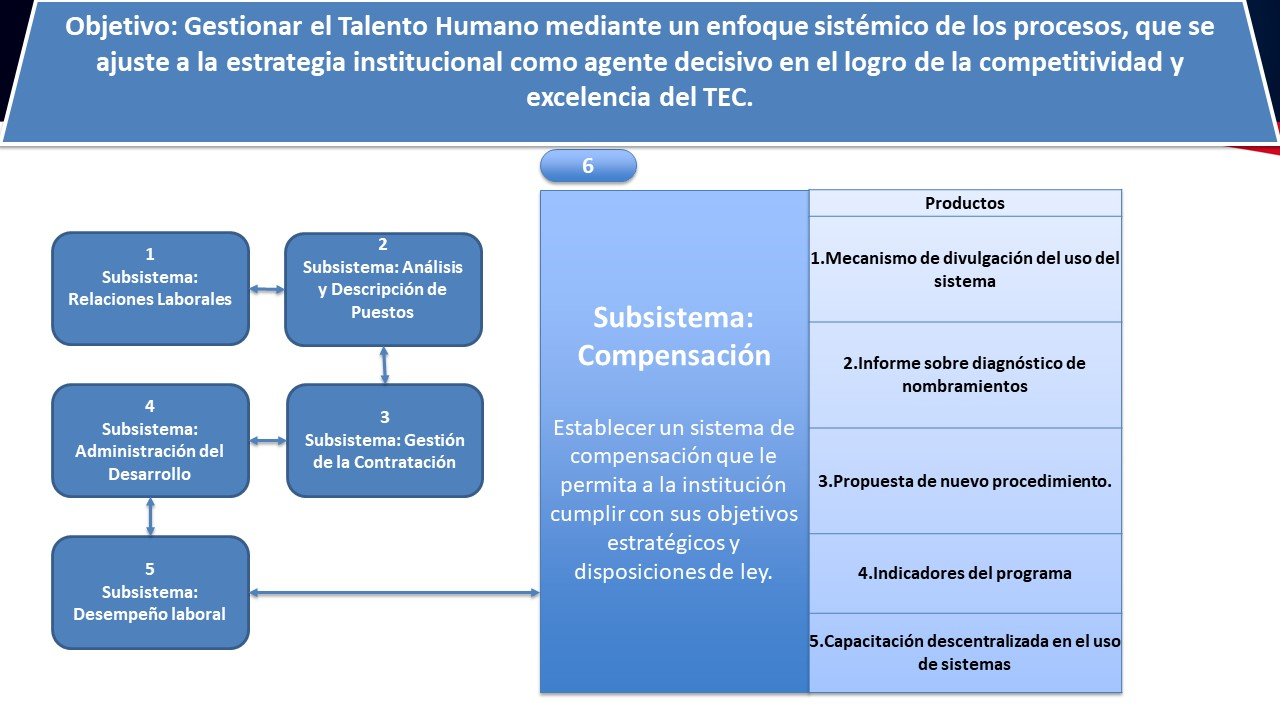 Objetivo: Gestionar el Talento Humano mediante un enfoque sistémico de los procesos, que se
ajuste a la estrategia institucional como agente decisivo en el logro de la competitividad y
excelencia del TEC.
1
Subsistema:
Relaciones Laborales
2
Subsistema: Análisis
y Descripción de
Puestos
4
Subsistema:
Administración del
Desarrollo
3
Subsistema: Gestión
de la Contratación
5
Subsistema:
Desempeño laboral
6
Subsistema:
Compensación
Establecer un sistema de
compensación que le
permita a la institución
cumplir con sus objetivos
estratégicos y
disposiciones de ley.
Productos
1.Mecanismo de divulgación del uso del
sistema
2.Informe sobre diagnóstico de
nombramientos
3.Propuesta de nuevo procedimiento.
4.Indicadores del programa
5.Capacitación descentralizada en el uso
de sistemas